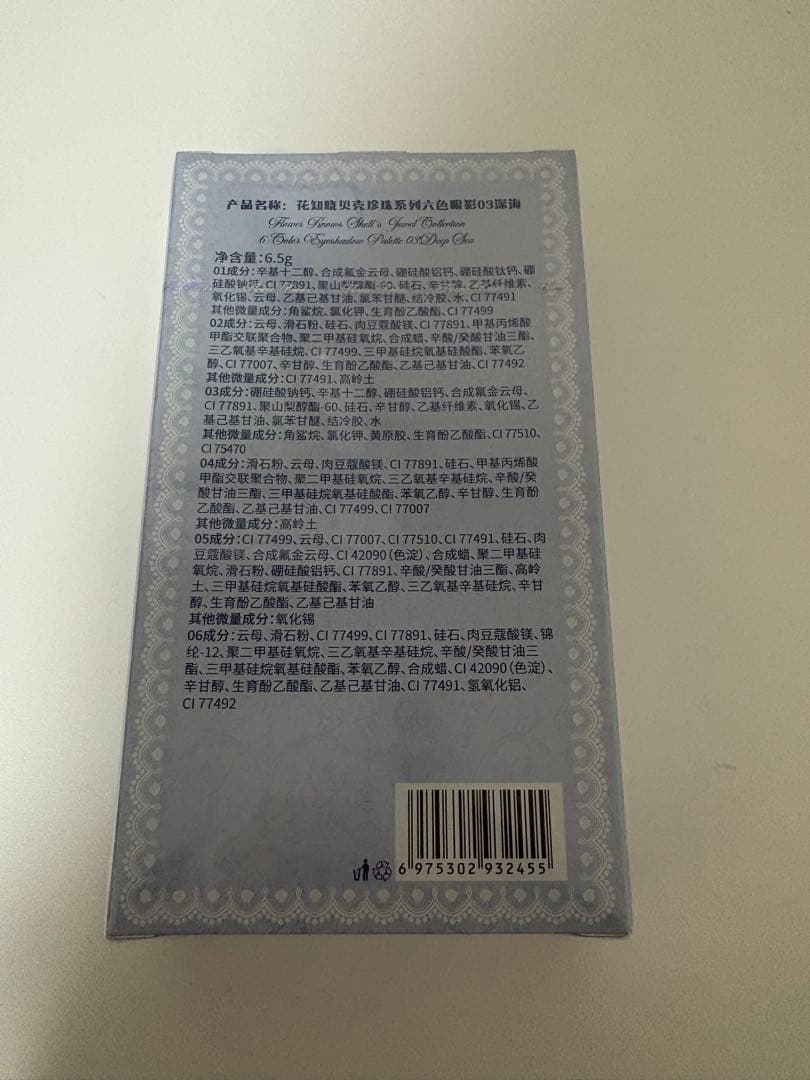 产品名称：花知晓贝壳珍珠系列六色眼影03深海
Flower Knows Shell's Jewel Collection
6 Color Eyeshadow Palette 03Deep Sea
净含量：6.5g
01成分：辛基十二醇、合成氟金云母、硼硅酸铝钙、硼硅酸钛钙、硼
硅酸钠钙、CI 77891、聚山梨醇酯-60、硅石、辛甘醇、乙基纤维素、
氧化锡、云母、乙基己基甘油、氯苯甘醚、结冷胶、水、CI 77491
其他微量成分：角鲨烷、氯化钾、生育酚乙酸酯、CI 77499
02成分：云母、滑石粉、硅石、肉豆蔻酸镁、CI 77891、甲基丙烯酸
甲酯交联聚合物、聚二甲基硅氧烷、合成蜡、辛酸/癸酸甘油三酯、
三乙氧基辛基硅烷、CI 77499、三甲基硅烷氧基硅酸酯、苯氧乙
醇、CI 77007、辛甘醇、生育酚乙酸酯、乙基己基甘油、CI 77492
其他微量成分：CI 77491、高岭土
03成分：硼硅酸钠钙、辛基十二醇、硼硅酸铝钙、合成氟金云母、
CI 77891、聚山梨醇酯-60、硅石、辛甘醇、乙基纤维素、氧化锡、乙
基己基甘油、氯苯甘醚、结冷胶、水
其他微量成分：角鲨烷、氯化钾、黄原胶、生育酚乙酸酯、CI 77510、
CI 75470
04成分：滑石粉、云母、肉豆蔻酸镁、CI 77891、硅石、甲基丙烯酸
甲酯交联聚合物、聚二甲基硅氧烷、三乙氧基辛基硅烷、辛酸/癸
酸甘油三酯、三甲基硅烷氧基硅酸酯、苯氧乙醇、辛甘醇、生育酚
乙酸酯、乙基己基甘油、CI 77499、CI 77007
其他微量成分：高岭土
05成分：CI 77499、云母、CI 77007、CI 77510、CI 77491、硅石、肉
豆蔻酸镁、合成氟金云母、CI 42090（色淀）、合成蜡、聚二甲基硅
氧烷、滑石粉、硼硅酸铝钙、CI 77891、辛酸/癸酸甘油三酯、高岭
土、三甲基硅烷氧基硅酸酯、苯氧乙醇、三乙氧基辛基硅烷、辛甘
醇、生育酚乙酸酯、乙基己基甘油
其他微量成分：氧化锡
06成分：云母、滑石粉、CI 77499、CI 77891、硅石、肉豆蔻酸镁、锦
纶-12、聚二甲基硅氧烷、三乙氧基辛基硅烷、辛酸/癸酸甘油三
酯、三甲基硅烷氧基硅酸酯、苯氧乙醇、合成蜡、CI 42090（色淀）、
辛甘醇、生育酚乙酸酯、乙基己基甘油、CI 77491、氢氧化铝、
CI 77492
6 975302 932455